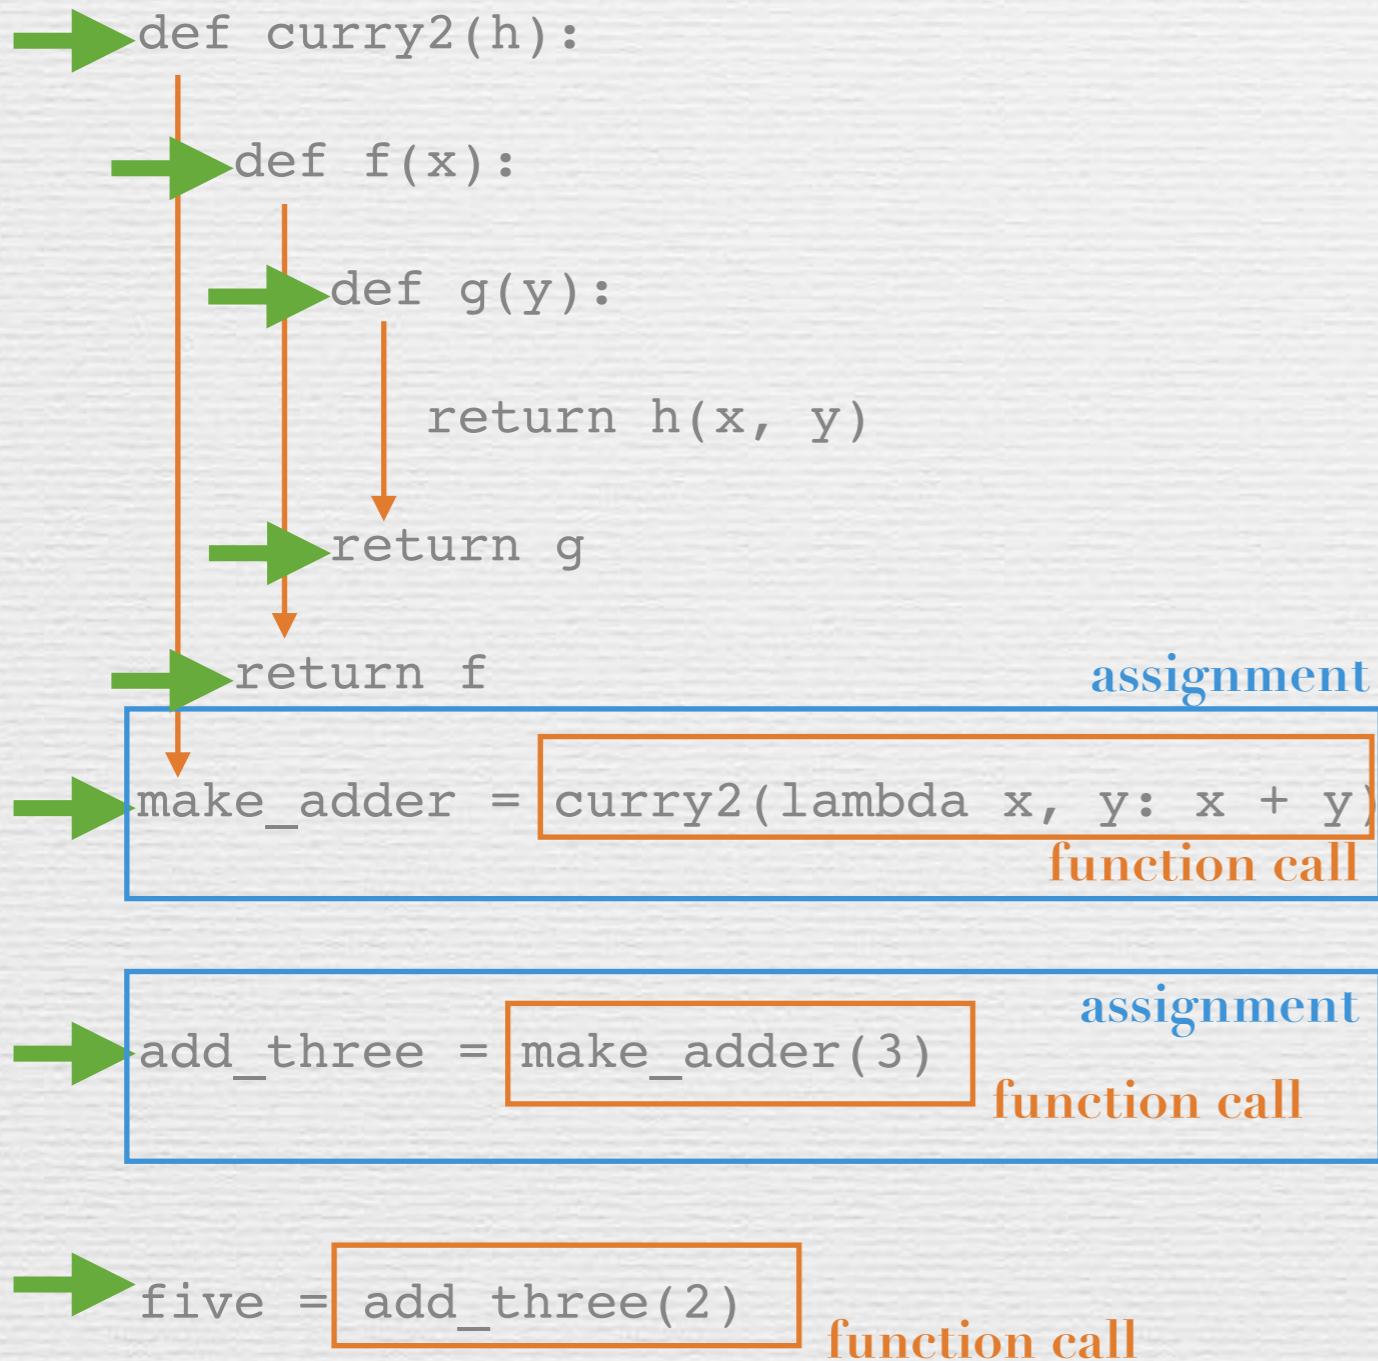 def curry2(h):
def f(x):
def g(y):
return h(x, y)
return g
return f
assignment
make_adder = curry2(lambda x, y: x + y)
function call
assignment
add_three = make_adder(3)
function call
five = add_three(2)
function call